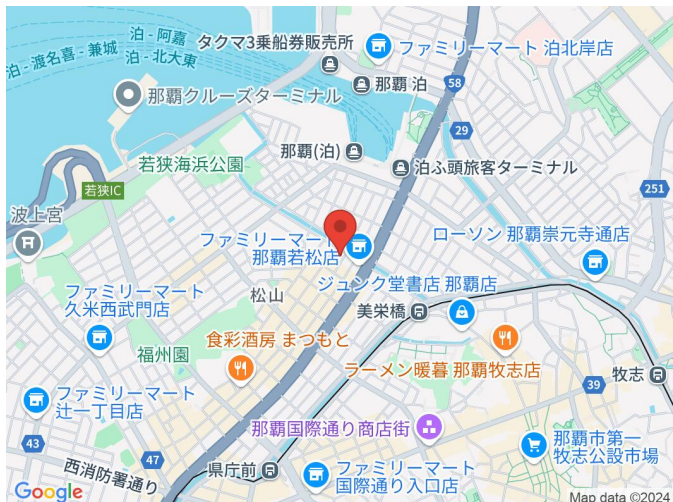 泊 - 阿嘉
泊 - 渡名喜 - 兼城
泊 - 北大東
タクマ3乗船券販売所
ファミリーマート 泊北岸店
那覇 泊
58
那覇クルーズターミナル
29
那覇(泊)
若狭海浜公園
泊ふ頭旅客ターミナル
若狭IC
251
波上宮
ファミリーマート
那覇若松店
ローソン 那覇崇元寺通店
ジュンク堂書店 那覇店
ファミリーマート
久米西武門店
松山
美栄橋
福州園
食彩酒房 まつもと
ラーメン暖暮 那覇牧志店
牧志
39
ファミリーマート
辻一丁目店
那覇国際通り商店街
43
47
那覇市第一
牧志公設市場
西消防署通り
県庁前
ファミリーマート
国際通り入口店
Google
Map data ©2024